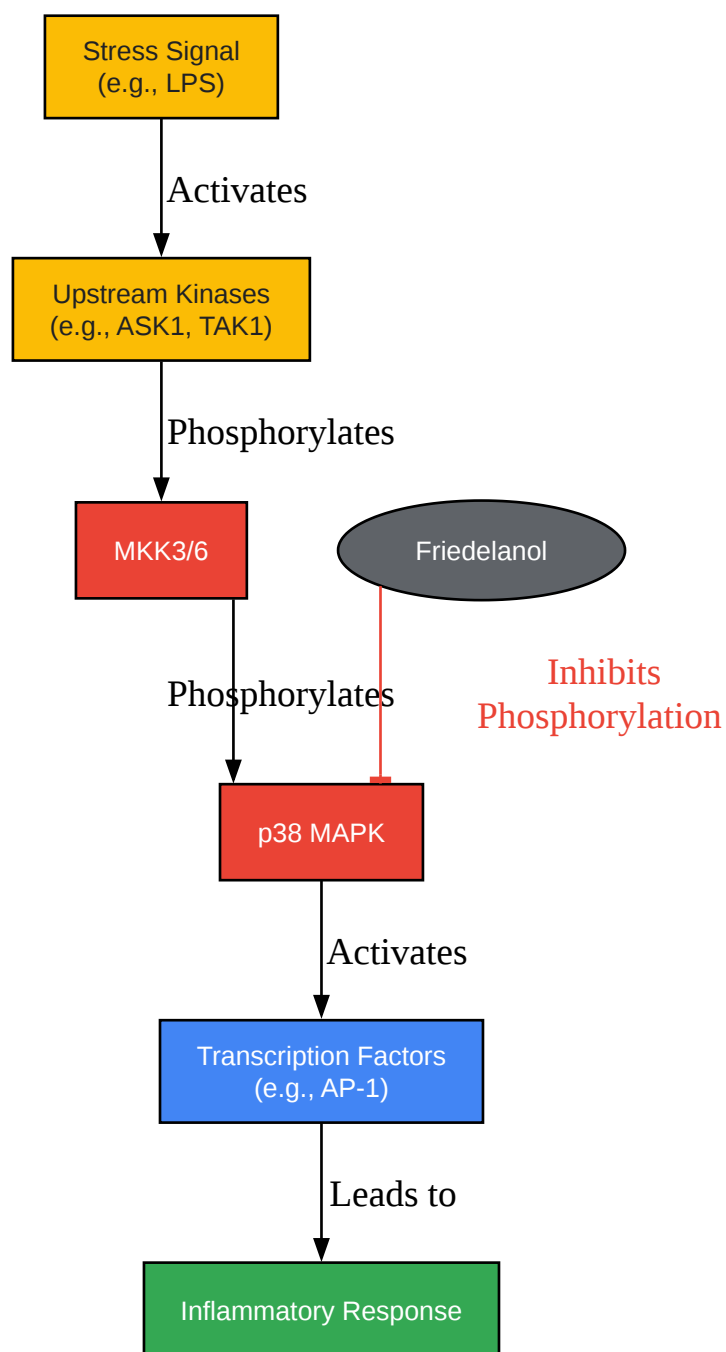 Stress Signal
(e.g., LPS)
Activates
Upstream Kinases
(e.g., ASK1, TAK1)
Phosphorylates
MKK3/6
Friedelanol
Phosphorylates
Inhibits
Phosphorylation
p38 MAPK
Activates
Transcription Factors
(e.g., AP-1)
Leads to
Inflammatory Response